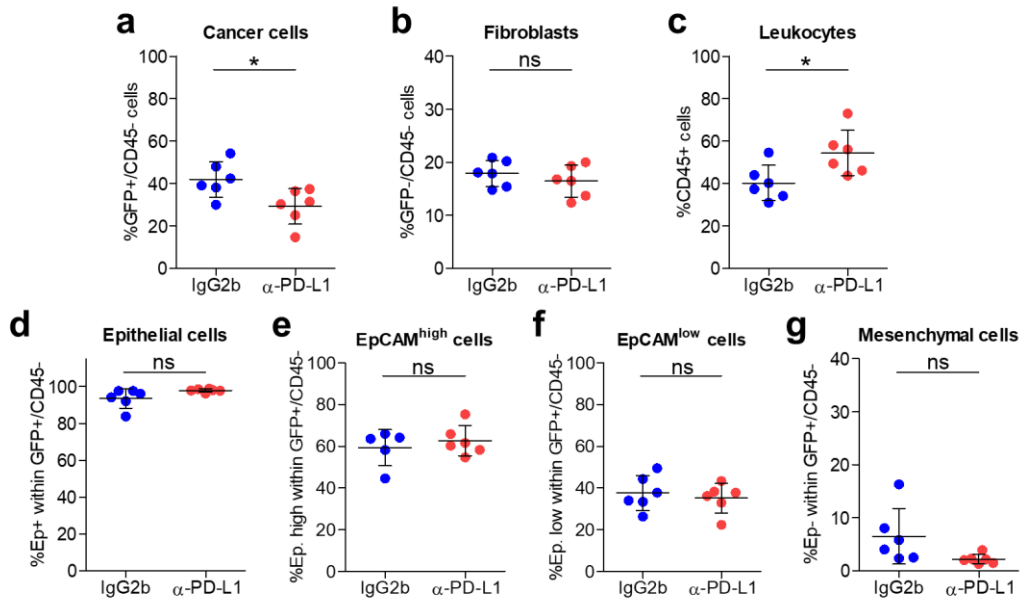 a
Cancer cells
%GFP+/CD45- cells
100
80
60
40
20
0
*
IgG2b
α-PD-L1
b
Fibroblasts
%GFP-/CD45- cells
40
30
20
10
0
ns
IgG2b
α-PD-L1
c
Leukocytes
%CD45+ cells
100
80
60
40
20
0
*
IgG2b
α-PD-L1
d
Epithelial cells
%Ep+ within GFP+/CD45-
100
80
60
40
20
0
ns
IgG2b
α-PD-L1
e
EpCAMhigh cells
%Ep. high within GFP+/CD45-
100
80
60
40
20
0
ns
IgG2b
α-PD-L1
f
EpCAMlow cells
%Ep. low within GFP+/CD45-
100
80
60
40
20
0
ns
IgG2b
α-PD-L1
g
Mesenchymal cells
%Ep- within GFP+/CD45-
40
30
20
10
0
ns
IgG2b
α-PD-L1